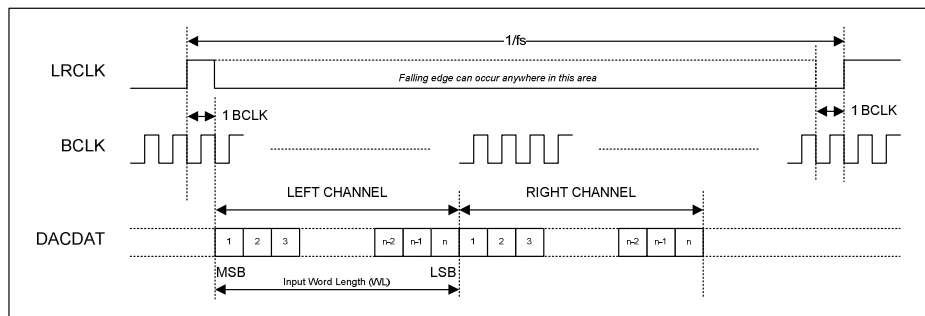 1/fs
LRCLK
Falling edge can occur anywhere in this area
1 BCLK
1 BCLK
BCLK
LEFT CHANNEL
RIGHT CHANNEL
DACDAT
1 2 3 n-2 n-1 n 1 2 3 n-2 n-1 n
MSB
LSB
Input Word Length (WL)